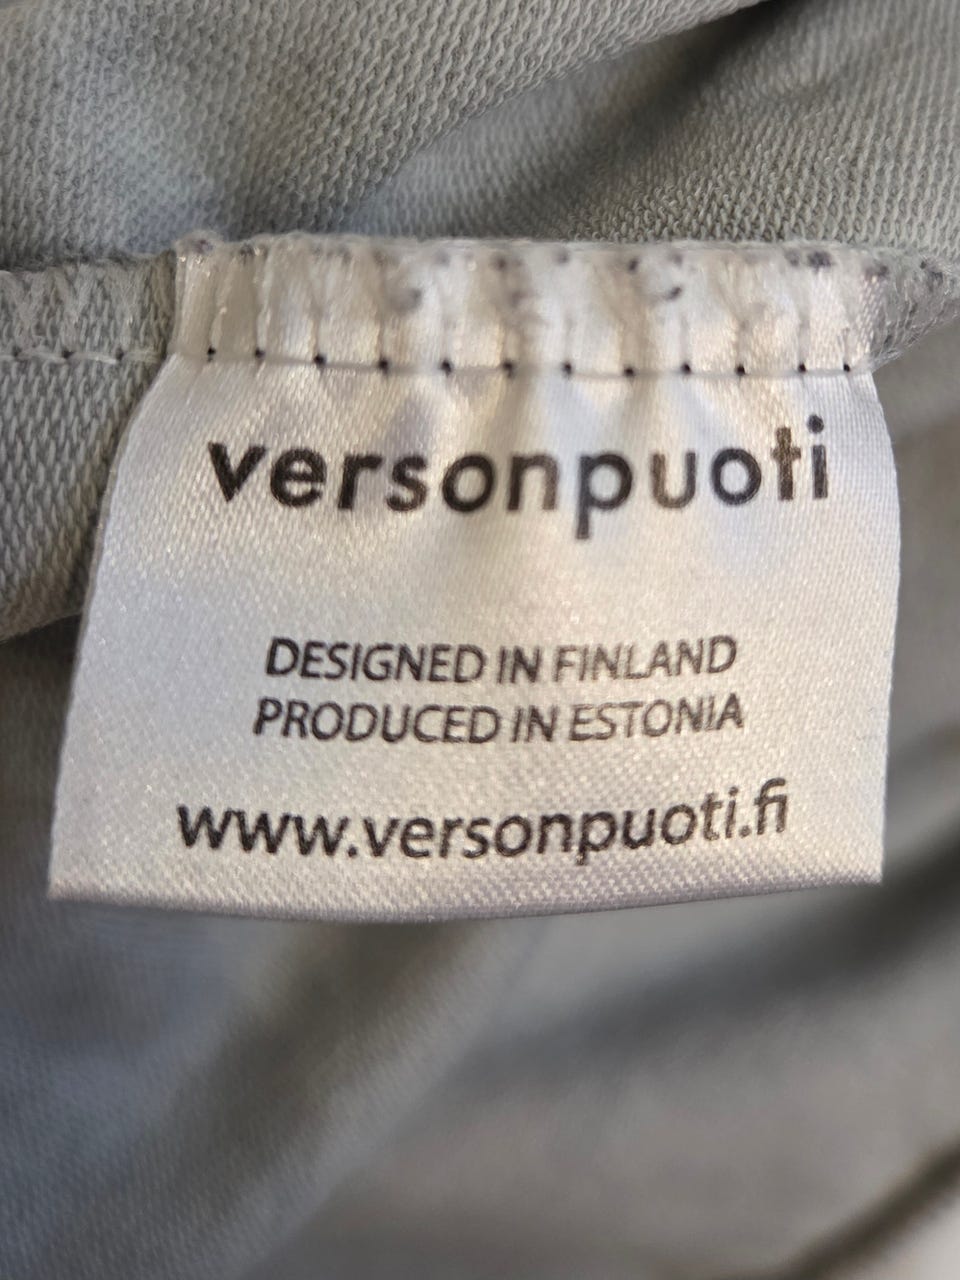 versonpuoti
DESIGNED IN FINLAND
PRODUCED IN ESTONIA
www.versonpuoti.fi